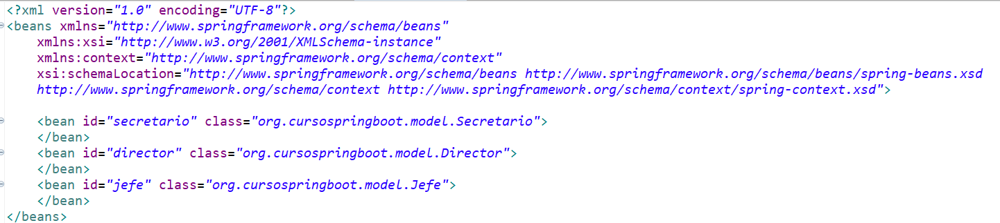 <?xml version="1.0" encoding="UTF-8"?>
<beans xmlns="http://www.springframework.org/schema/beans"
    xmlns:xsi="http://www.w3.org/2001/XMLSchema-instance"
    xmlns:context="http://www.springframework.org/schema/context"
    xsi:schemaLocation="http://www.springframework.org/schema/beans http://www.springframework.org/schema/beans/spring-beans.xsd
    http://www.springframework.org/schema/context http://www.springframework.org/schema/context/spring-context.xsd">

    <bean id="secretario" class="org.cursospringboot.model.Secretario">
    </bean>
    <bean id="director" class="org.cursospringboot.model.Director">
    </bean>
    <bean id="jefe" class="org.cursospringboot.model.Jefe">
    </bean>
</beans>